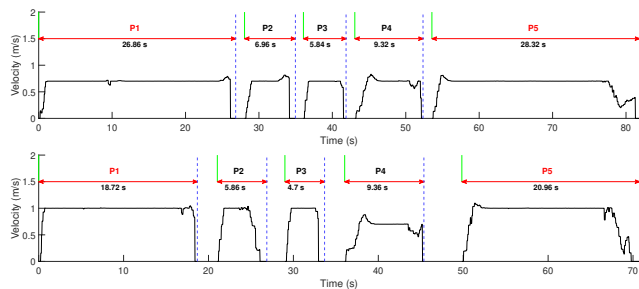 2
P1 P2 P3 P4 P5
1.5
26.86 s 6.96 s 5.84 s 9.32 s 28.32 s
1
0.5
0
Velocity (m/s)
0 10 20 30 40 50 60 70 80
Time (s)
2
P1 P2 P3 P4 P5
1.5
18.72 s 5.86 s 4.7 s 9.36 s 20.96 s
1
0.5
0
Velocity (m/s)
0 10 20 30 40 50 60 70
Time (s)